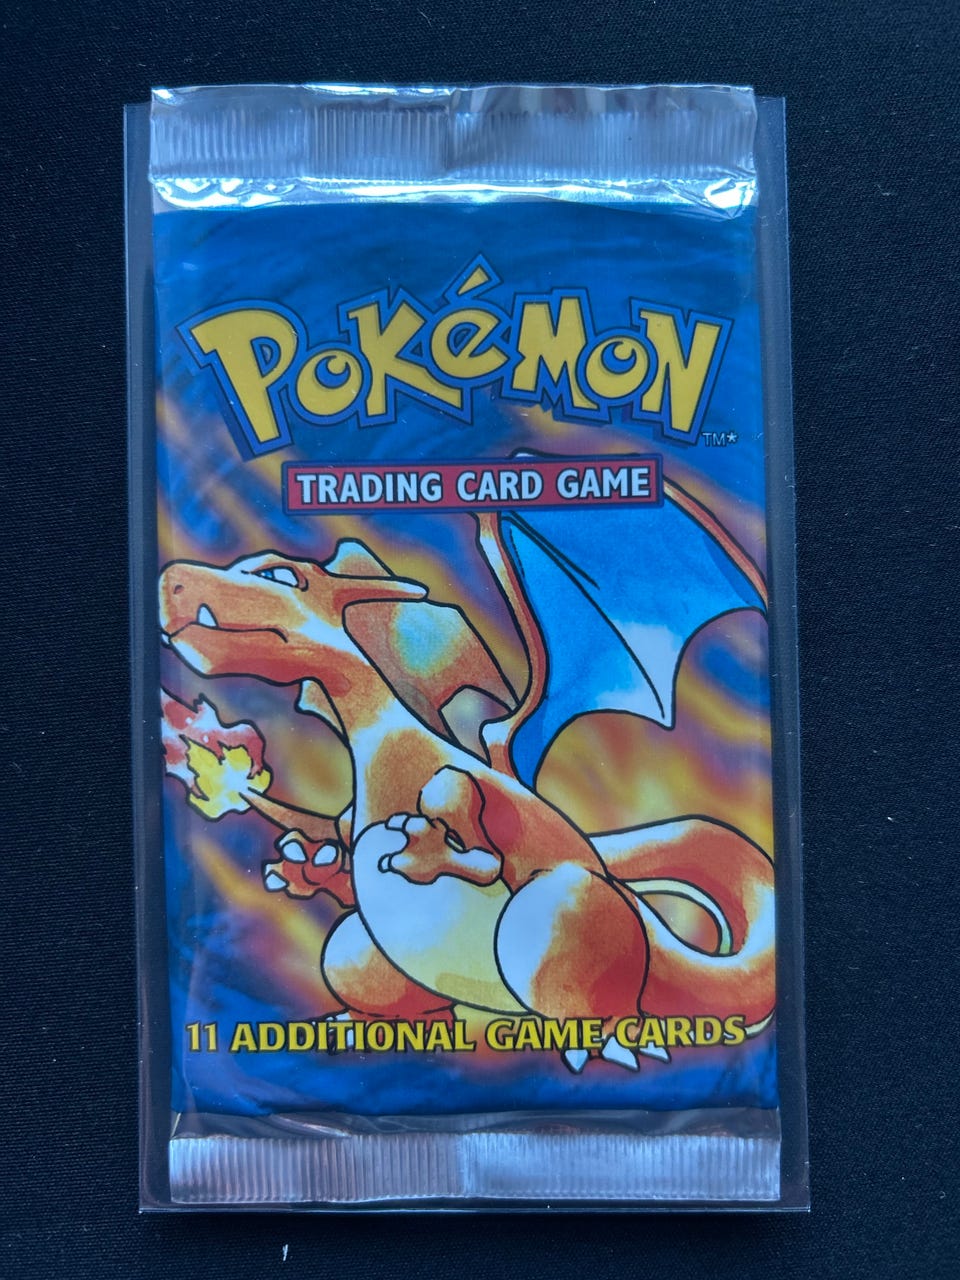 POKéMON
TM*
TRADING CARD GAME
11 ADDITIONAL GAME CARDS